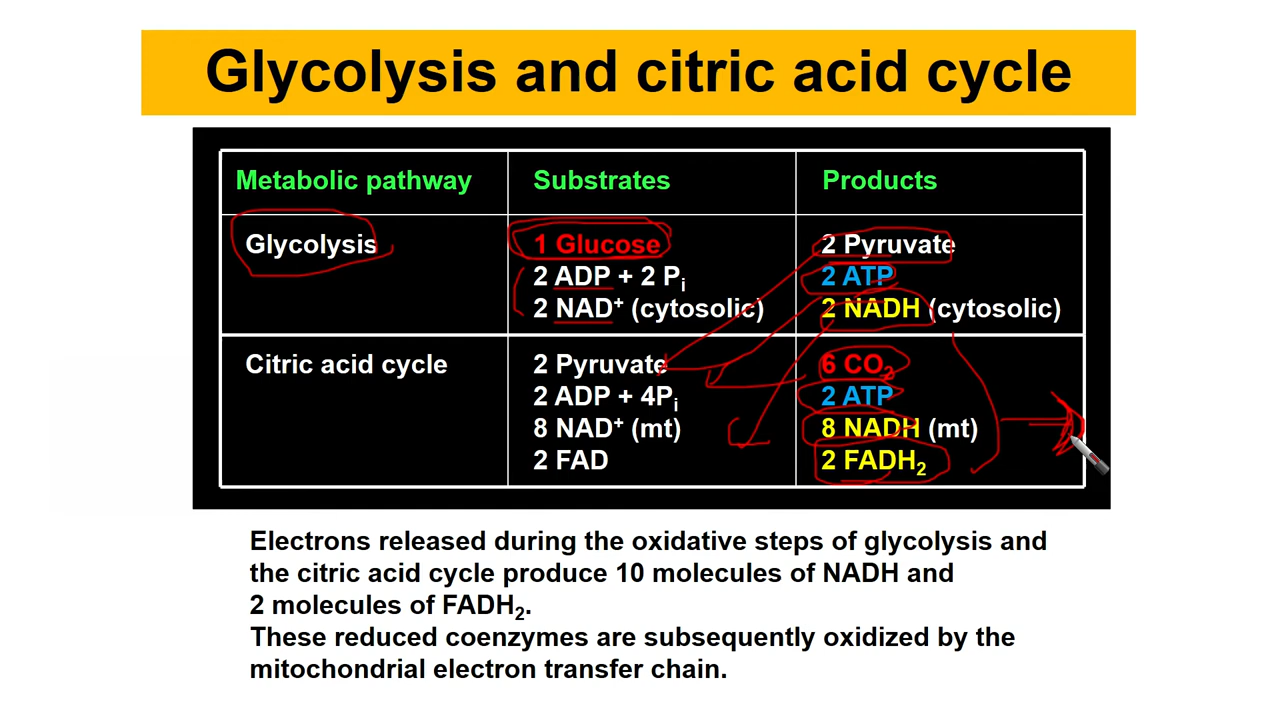 Glycolysis and citric acid cycle
Metabolic pathway Substrates Products
Glycolysis 1 Glucose 2 Pyruvate
2 ADP + 2 Pi 2 ATP
2 NAD⁺ (cytosolic) 2 NADH (cytosolic)
Citric acid cycle 2 Pyruvate 6 CO₂
2 ADP + 4Pi 2 ATP
8 NAD⁺ (mt) 8 NADH (mt)
2 FAD 2 FADH₂
Electrons released during the oxidative steps of glycolysis and
the citric acid cycle produce 10 molecules of NADH and
2 molecules of FADH₂.
These reduced coenzymes are subsequently oxidized by the
mitochondrial electron transfer chain.